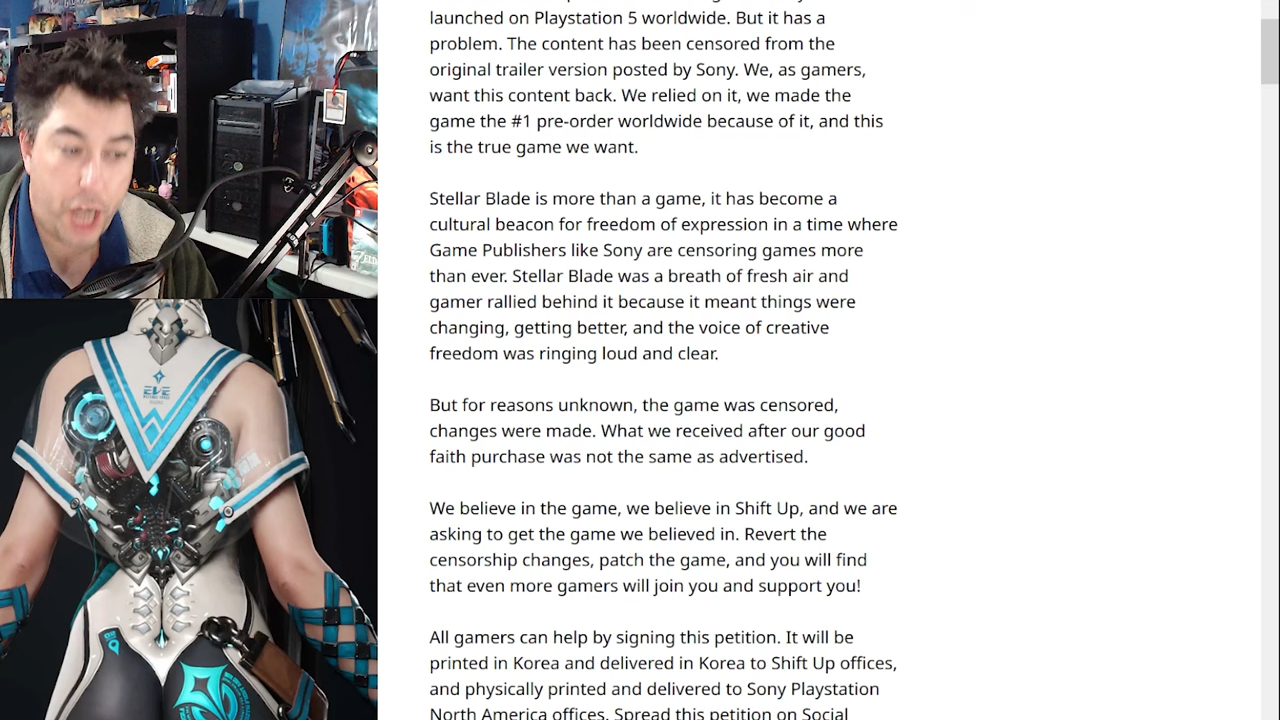 launched on Playstation 5 worldwide. But it has a
problem. The content has been censored from the
original trailer version posted by Sony. We, as gamers,
want this content back. We relied on it, we made the
game the #1 pre-order worldwide because of it, and this
is the true game we want.
Stellar Blade is more than a game, it has become a
cultural beacon for freedom of expression in a time where
Game Publishers like Sony are censoring games more
than ever. Stellar Blade was a breath of fresh air and
gamer rallied behind it because it meant things were
changing, getting better, and the voice of creative
freedom was ringing loud and clear.
But for reasons unknown, the game was censored,
changes were made. What we received after our good
faith purchase was not the same as advertised.
We believe in the game, we believe in Shift Up, and we are
asking to get the game we believed in. Revert the
censorship changes, patch the game, and you will find
that even more gamers will join you and support you!
All gamers can help by signing this petition. It will be
printed in Korea and delivered in Korea to Shift Up offices,
and physically printed and delivered to Sony Playstation
North America offices. Spread this petition on Social
EVE